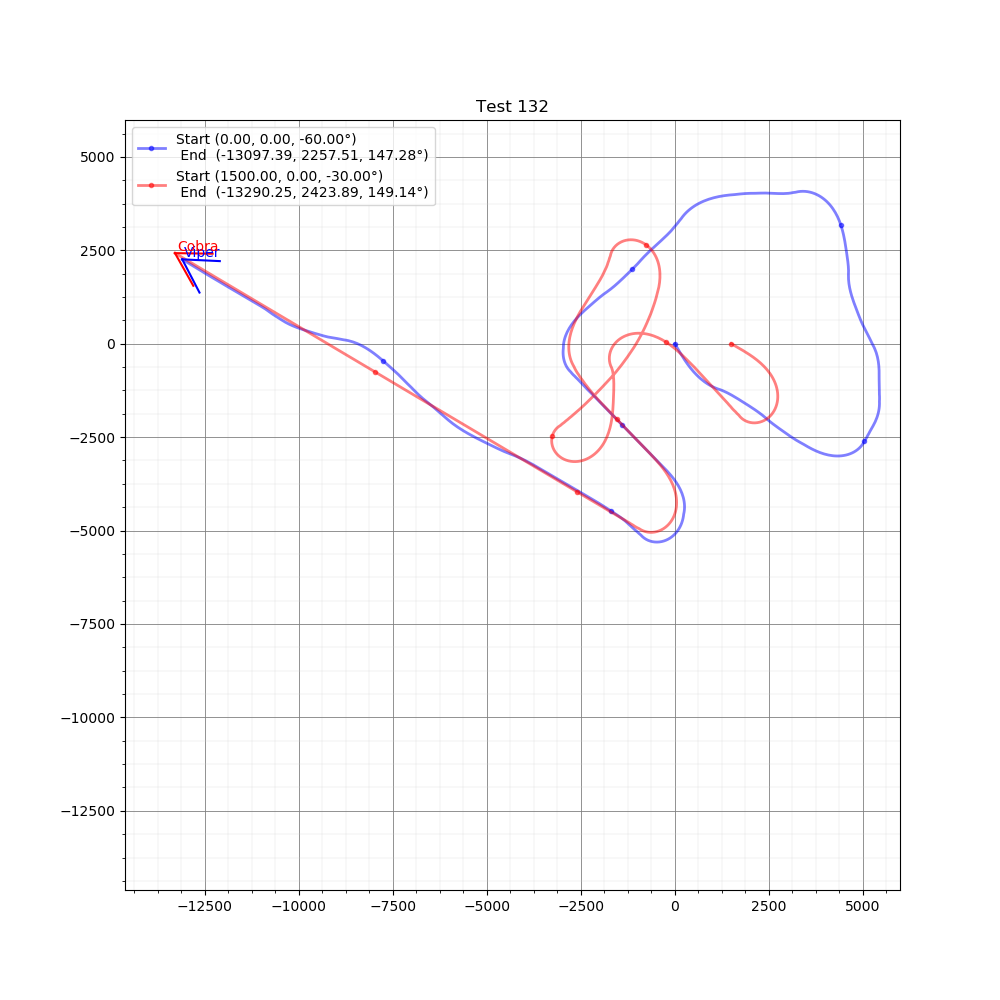 Test 132
Start (0.00, 0.00, -60.00°)
End  (-13097.39, 2257.51, 147.28°)
Start (1500.00, 0.00, -30.00°)
End  (-13290.25, 2423.89, 149.14°)
Cobra
Viper
5000
2500
0
−2500
−5000
−7500
−10000
−12500
−12500 −10000 −7500 −5000 −2500 0 2500 5000